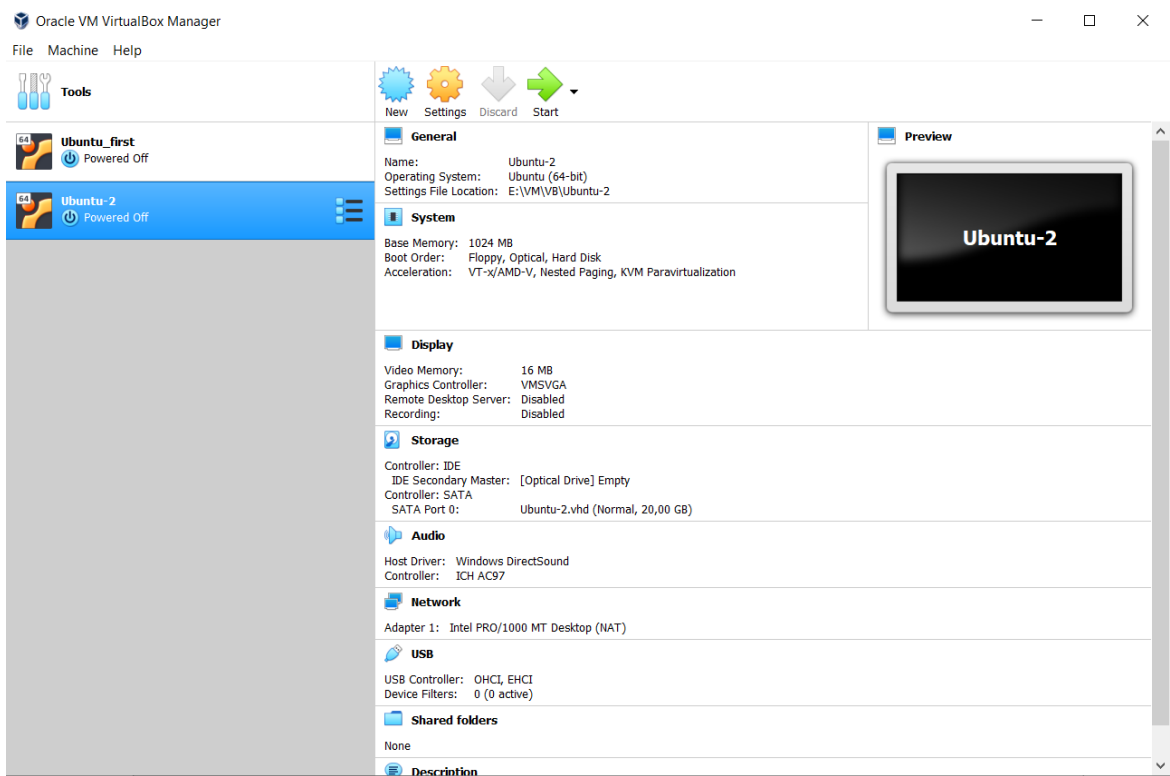 Oracle VM VirtualBox Manager
File Machine Help
Tools
New Settings Discard Start
64
Ubuntu_first
Powered Off
64
Ubuntu-2
Powered Off
General
Name: Ubuntu-2
Operating System: Ubuntu (64-bit)
Settings File Location: E:\VM\VB\Ubuntu-2
System
Base Memory: 1024 MB
Boot Order: Floppy, Optical, Hard Disk
Acceleration: VT-x/AMD-V, Nested Paging, KVM Paravirtualization
Preview
Ubuntu-2
Display
Video Memory: 16 MB
Graphics Controller: VMSVGA
Remote Desktop Server: Disabled
Recording: Disabled
Storage
Controller: IDE
IDE Secondary Master: [Optical Drive] Empty
Controller: SATA
SATA Port 0: Ubuntu-2.vhd (Normal, 20,00 GB)
Audio
Host Driver: Windows DirectSound
Controller: ICH AC97
Network
Adapter 1: Intel PRO/1000 MT Desktop (NAT)
USB
USB Controller: OHCI, EHCI
Device Filters: 0 (0 active)
Shared folders
None
Description